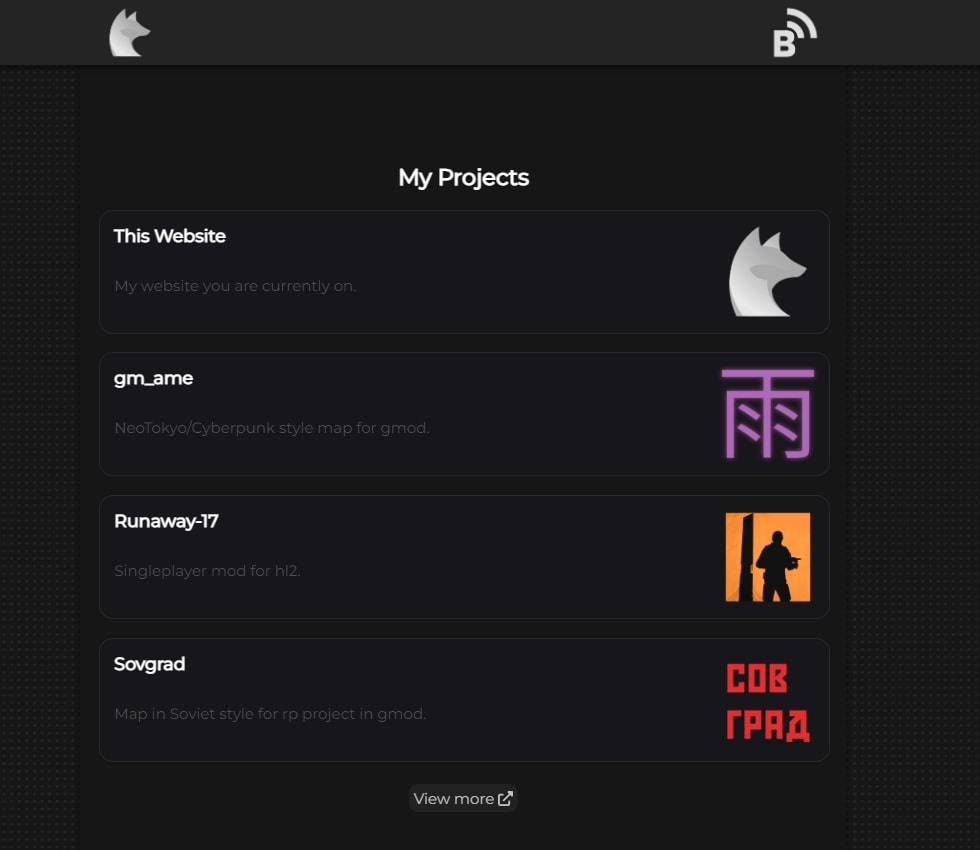 B
My Projects
This Website
My website you are currently on.
gm_ame
NeoTokyo/Cyberpunk style map for gmod.
雨
Runaway-17
Singleplayer mod for hl2.
Sovgrad
Map in Soviet style for rp project in gmod.
СОВ
ГРАД
View more